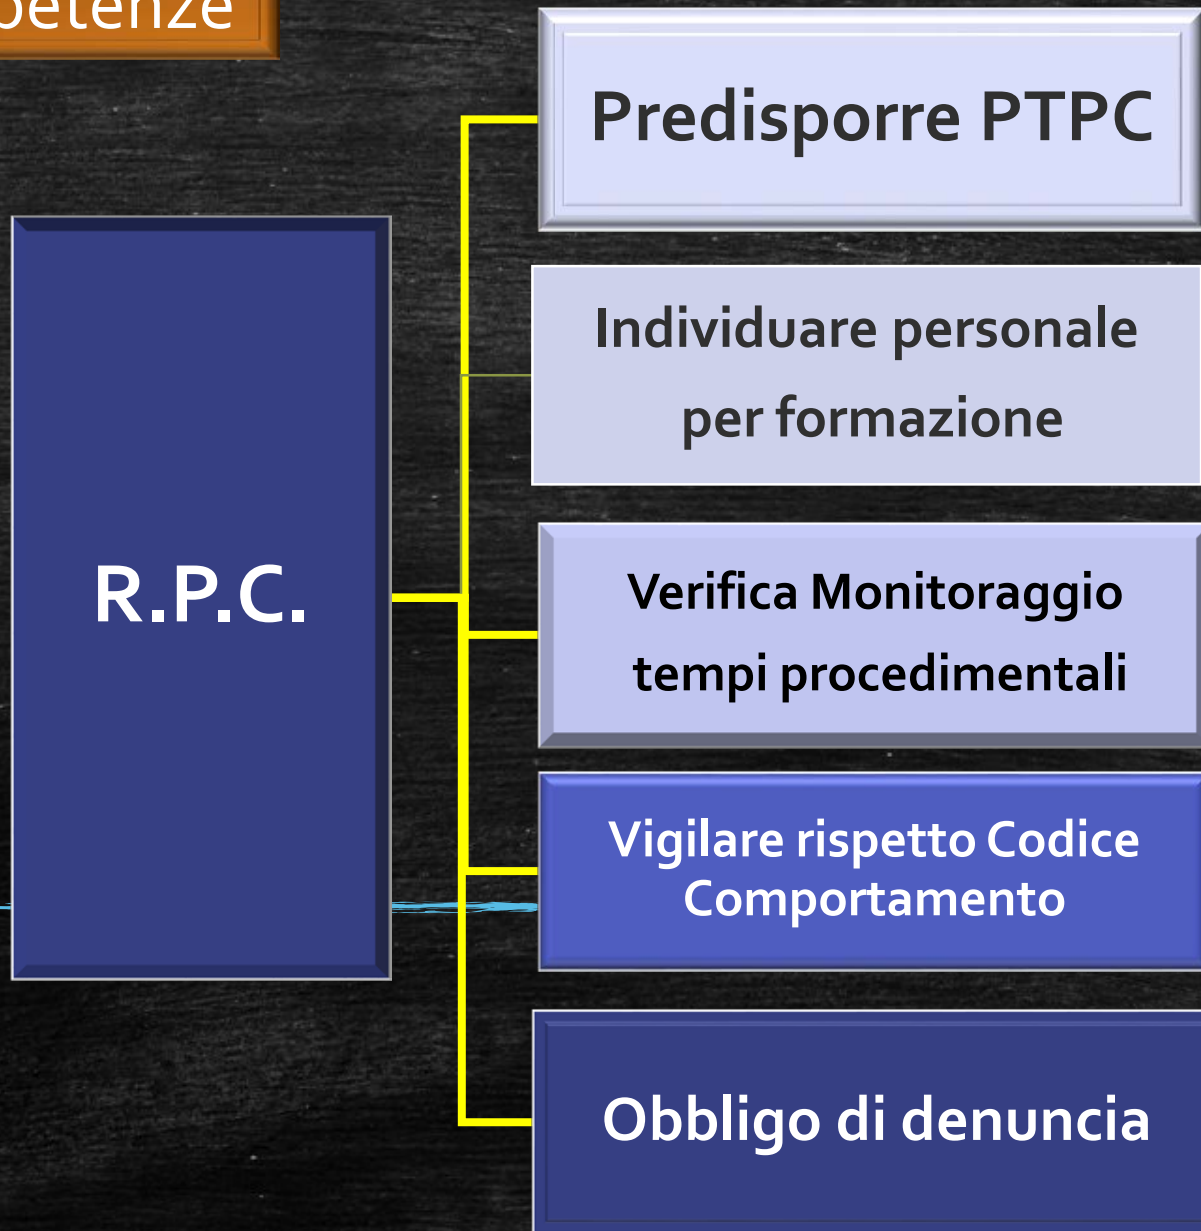 R.P.C.
Predisporre PTPC
Individuare personale
per formazione
Verifica Monitoraggio
tempi procedimentali
Vigilare rispetto Codice
Comportamento
Obbligo di denuncia